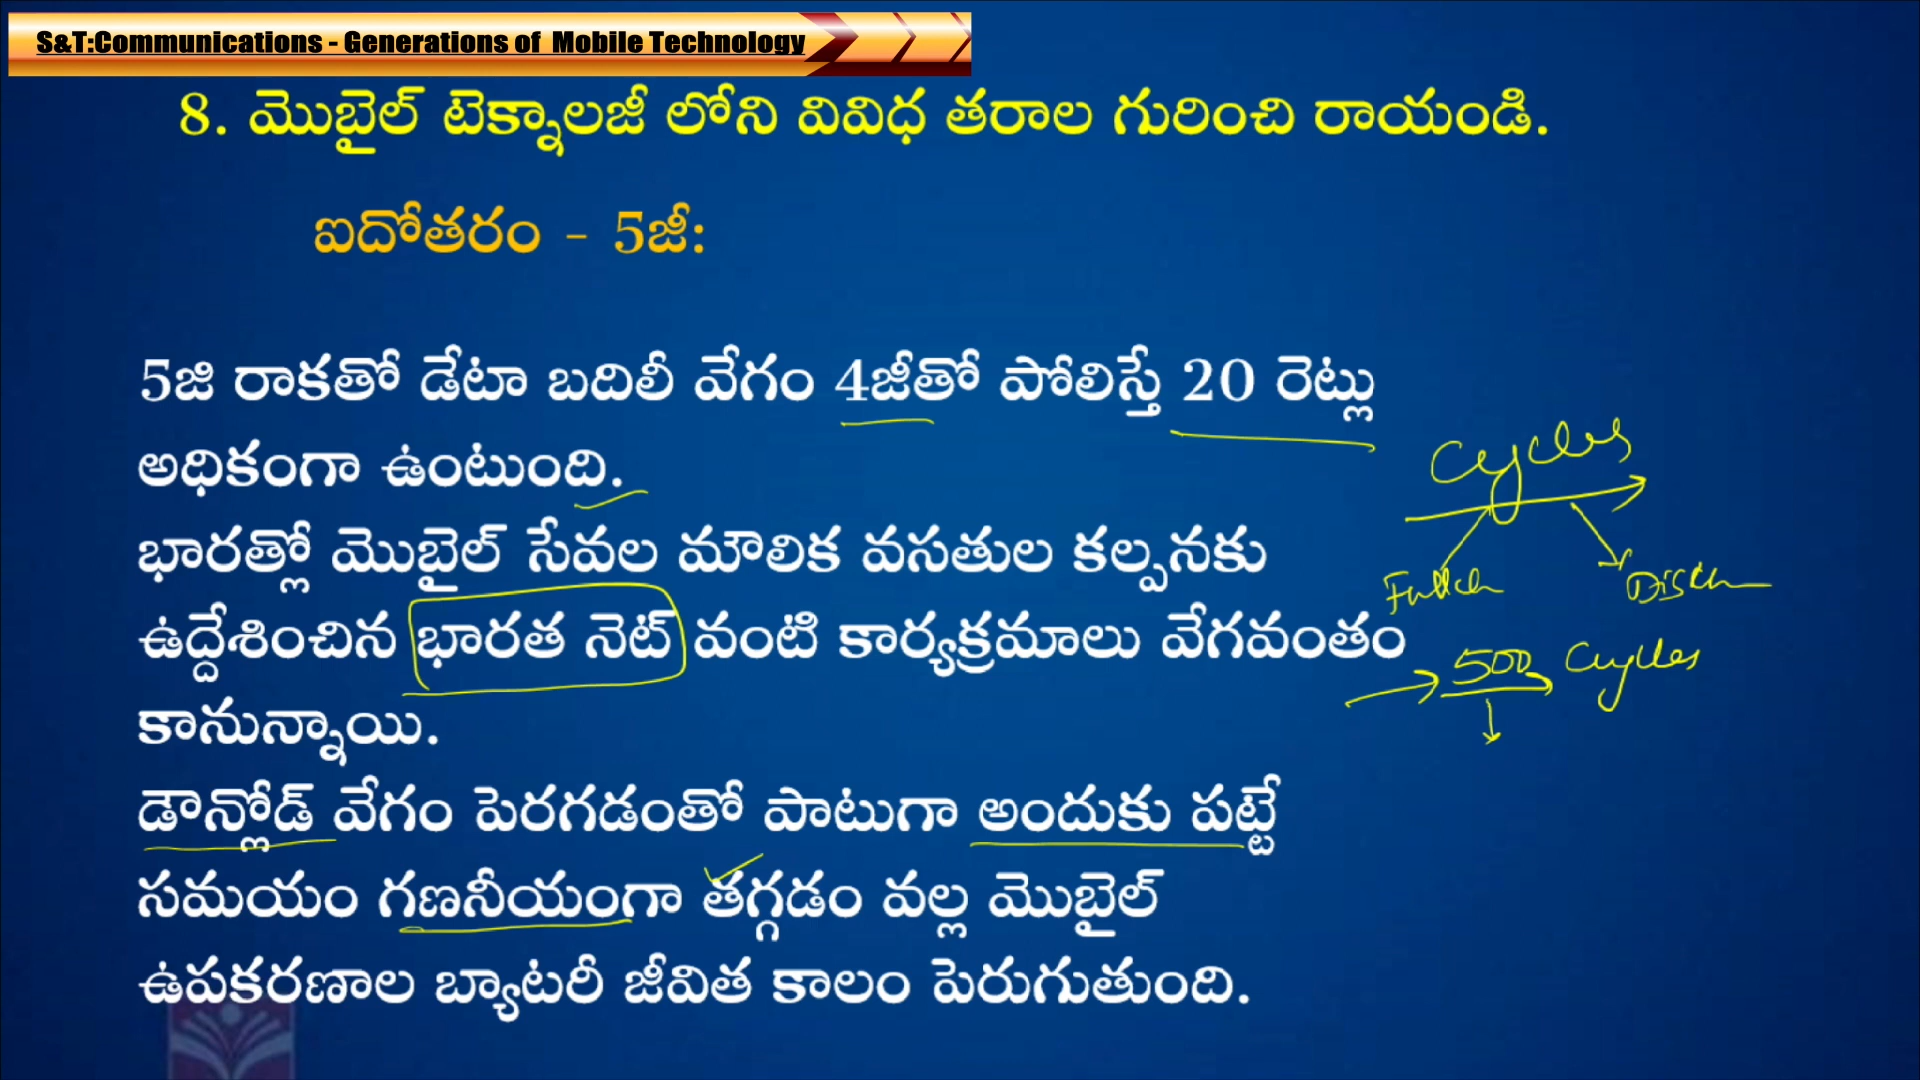 S&T:Communications - Generations of Mobile Technology
8. మొబైల్ టెక్నాలజీ లోని వివిధ తరాల గురించి రాయండి.
ఐదోతరం - 5జీ:
5జి రాకతో డేటా బదిలీ వేగం 4జీతో పోలిస్తే 20 రెట్లు
అధికంగా ఉంటుంది.
భారత్లో మొబైల్ సేవల మౌలిక వసతుల కల్పనకు
ఉద్దేశించిన భారత నెట్ వంటి కార్యక్రమాలు వేగవంతం
కానున్నాయి.
డౌన్లోడ్ వేగం పెరగడంతో పాటుగా అందుకు పట్టే
సమయం గణనీయంగా తగ్గడం వల్ల మొబైల్
ఉపకరణాల బ్యాటరీ జీవిత కాలం పెరుగుతుంది.
Cycles
500 Cycles